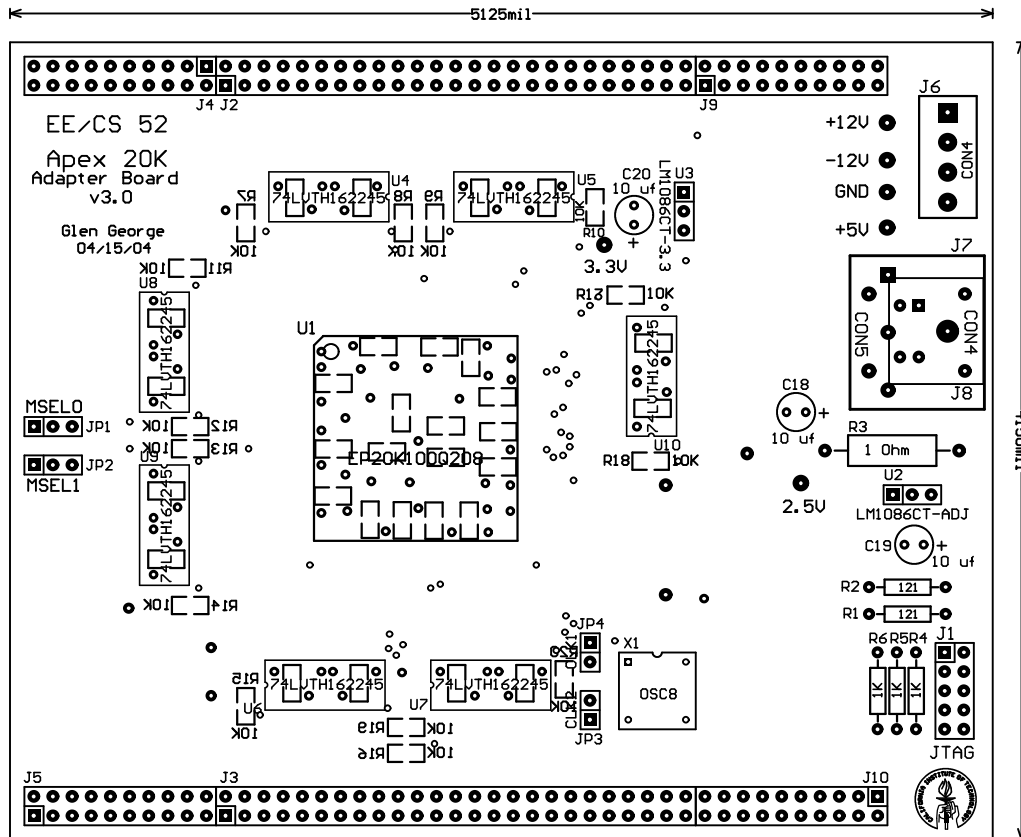 5125mil
J4 J2 J9
J6
CON4
EE/CS 52
Apex 20K
Adapter Board
v3.0
Glen George
04/15/04
+12V
-12V
GND
+5V
R7 10K
74LVTH162245 U4
R8
R9 10K
74LVTH162245 U5
10K R10
C20
10 uf
+
3.3V
U3
LM1086CT-3.3
J7
CON5
CON4
J8
10K R11
U8
74LVTH162245
U1
EP20K100Q208
10K
74LVTH162245
U10
R18 10K
C18
+
10 uf
MSEL0
JP1
JP2
MSEL1
10K R12
10K R13
U9
74LVTH162245
10K R14
R3
1 Ohm
2.5V
U2
LM1086CT-ADJ
C19
+
10 uf
R2 121
R1 121
R6 R5 R4
1K 1K 1K
J1
JTAG
R15 10K
74LVTH162245
U6
74LVTH162245
U7
R19 10K
R16 10K
10K
JP4
CLK2
JP3
X1
OSC8
J5 J3 J10
CALIFORNIA INSTITUTE OF TECHNOLOGY